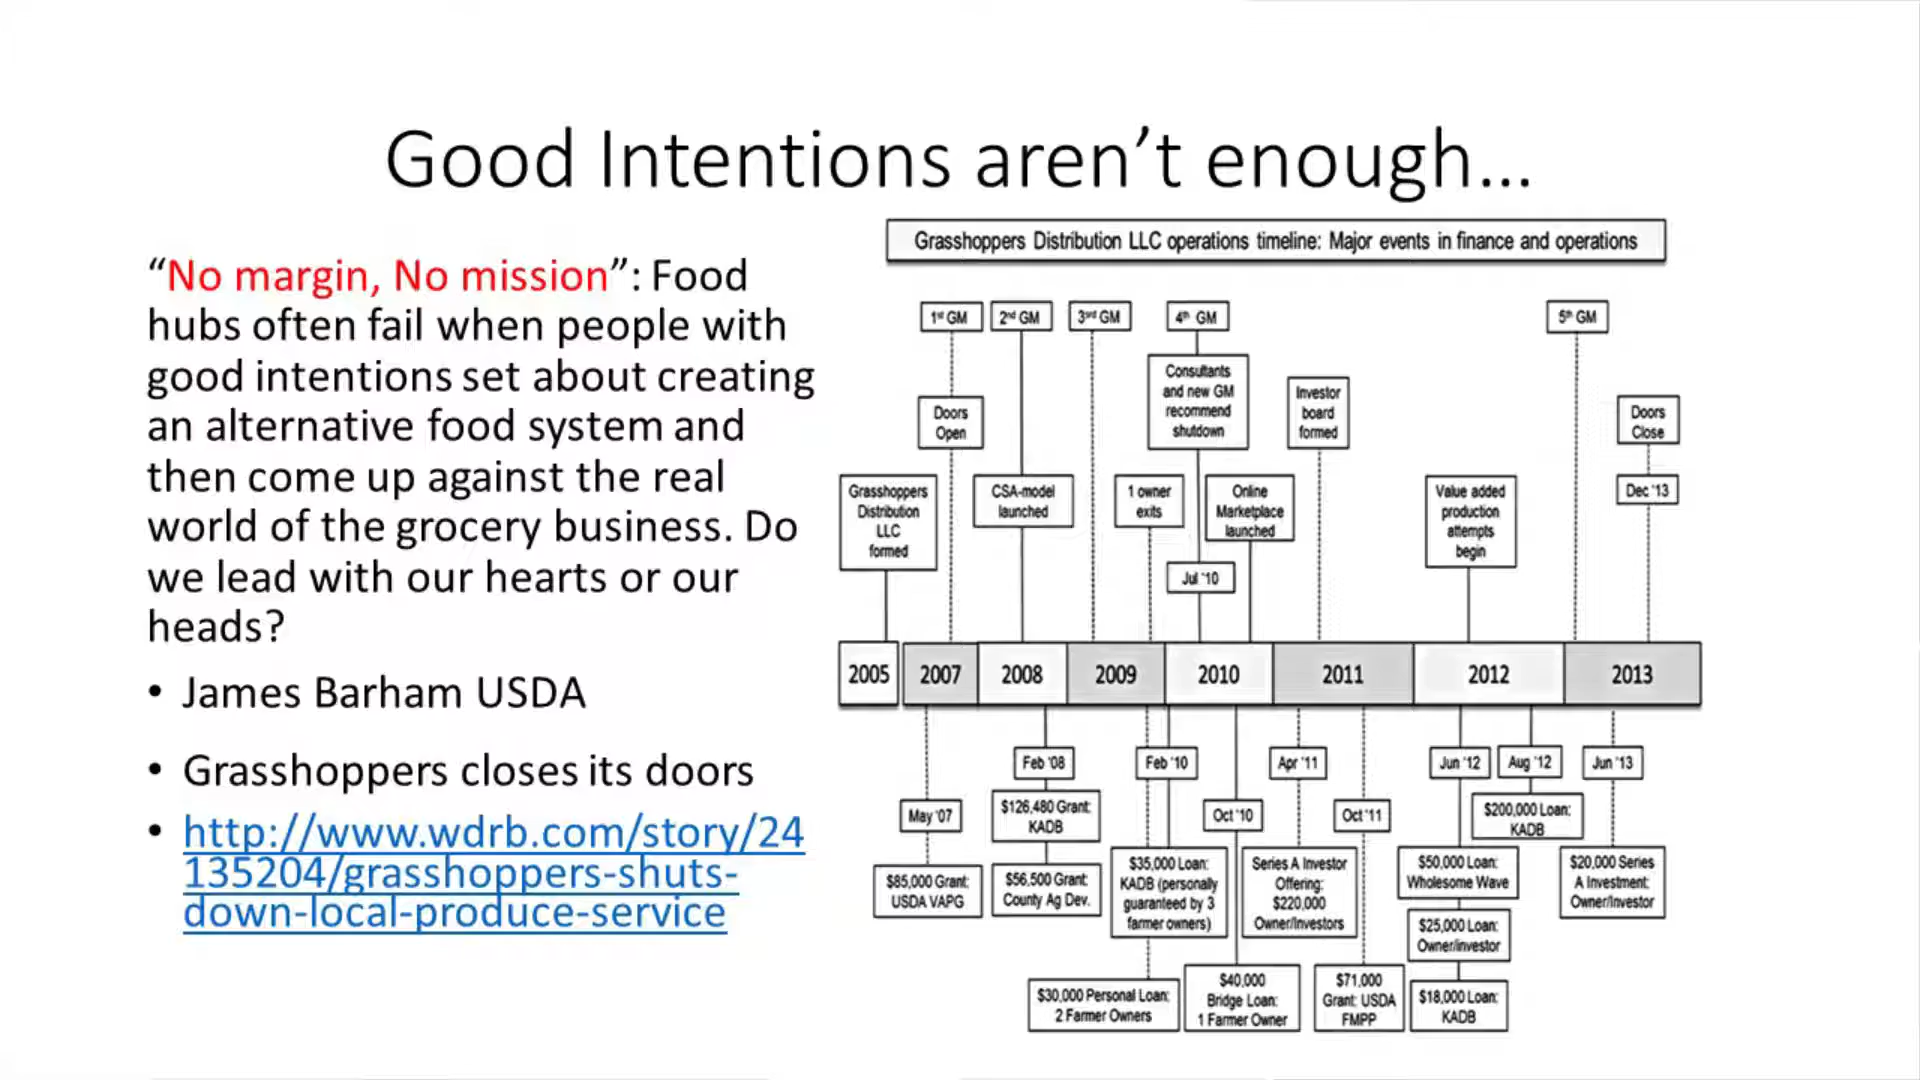 Good Intentions aren’t enough…
“No margin, No mission”: Food
hubs often fail when people with
good intentions set about creating
an alternative food system and
then come up against the real
world of the grocery business. Do
we lead with our hearts or our
heads?
• James Barham USDA
• Grasshoppers closes its doors
• http://www.wdrb.com/story/24
135204/grasshoppers-shuts-
down-local-produce-service
Grasshoppers Distribution LLC operations timeline: Major events in finance and operations
1st GM
2nd GM
3rd GM
4th GM
5th GM
Doors
Open
Consultants
and new GM
recommend
shutdown
Investor
board
formed
Doors
Close
Grasshoppers
Distribution
LLC
formed
CSA-model
launched
1 owner
exits
Online
Marketplace
launched
Value added
production
attempts
begin
Dec '13
Jul '10
2005
2007
2008
2009
2010
2011
2012
2013
Feb '08
Feb '10
Apr '11
Jun '12
Aug '12
Jun '13
May '07
$126,480 Grant:
KADB
Oct '10
Oct '11
$200,000 Loan:
KADB
$85,000 Grant:
USDA VAPG
$56,500 Grant:
County Ag Dev.
$35,000 Loan:
KADB (personally
guaranteed by 3
farmer owners)
Series A Investor
Offering:
$220,000
Owner/Investors
$50,000 Loan:
Wholesome Wave
$20,000 Series
A Investment:
Owner/Investor
$25,000 Loan:
Owner/investor
$30,000 Personal Loan:
2 Farmer Owners
$40,000
Bridge Loan:
1 Farmer Owner
$71,000
Grant: USDA
FMPP
$18,000 Loan:
KADB